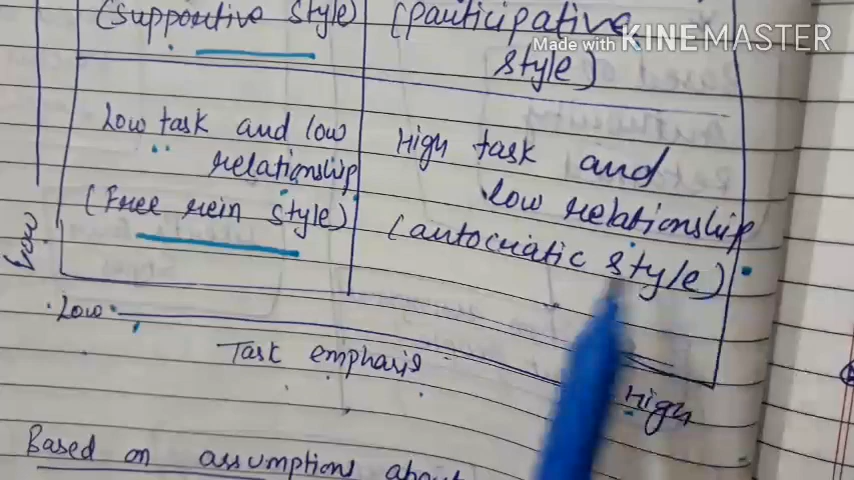 (supportive style)
(participative
style)
Made with KINEMASTER
Low task and low
relationship
(Free rein style)
High task and
low relationship
(autocratic style)
Low
Low
Task emphasis
High
Based on assumptions about